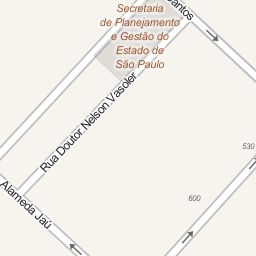 Secretaria
de Planejamento
e Gestão do
Estado de
São Paulo
antos
Rua Doutor Nelson Vasoler
530
Alameda Jaú
600